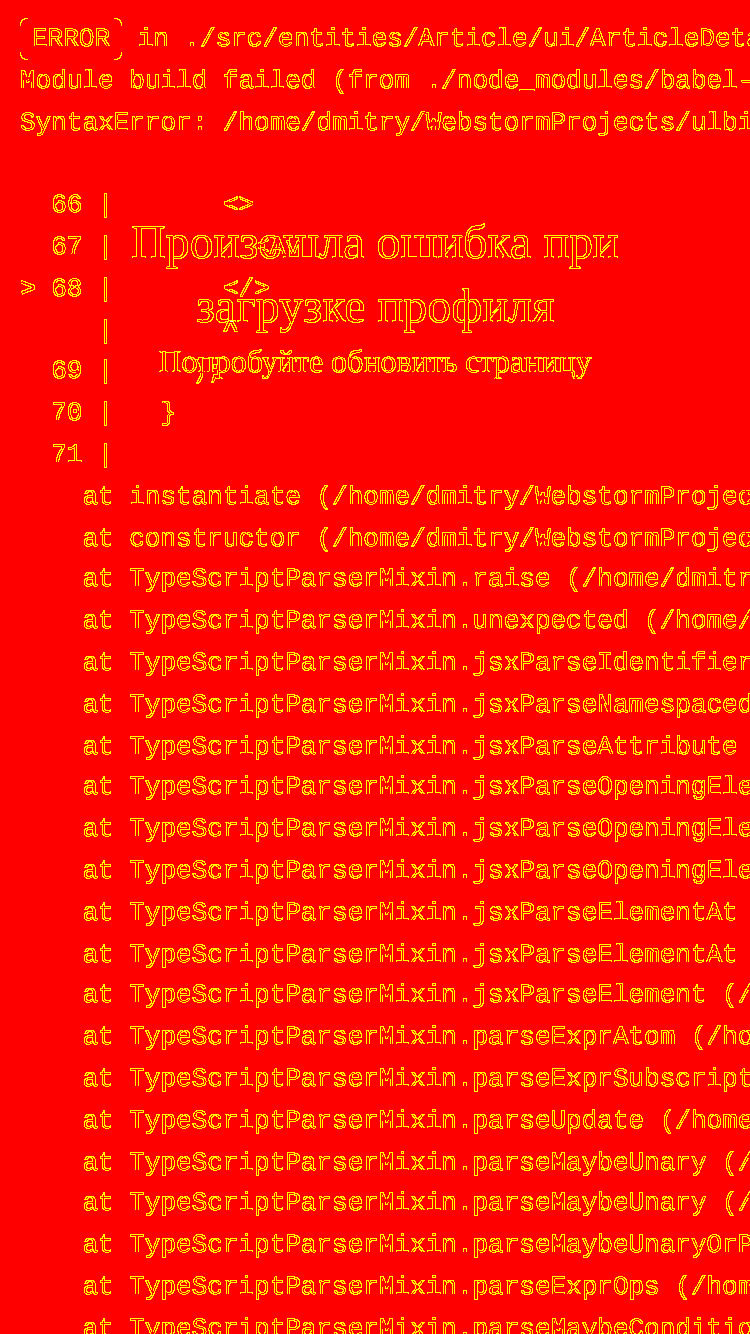 ERROR in ./src/entities/Article/ui/ArticleDeta
Module build failed (from ./node_modules/babel-
SyntaxError: /home/dmitry/WebstormProjects/ulbi
66 | <>
67 | <Av
Произошла ошибка при
> 68 | </>
загрузке профиля
| ^
Попробуйте обновить страницу
69 | );
70 | }
71 |
at instantiate (/home/dmitry/WebstormProjec
at constructor (/home/dmitry/WebstormProjec
at TypeScriptParserMixin.raise (/home/dmitr
at TypeScriptParserMixin.unexpected (/home/
at TypeScriptParserMixin.jsxParseIdentifier
at TypeScriptParserMixin.jsxParseNamespaced
at TypeScriptParserMixin.jsxParseAttribute
at TypeScriptParserMixin.jsxParseOpeningEle
at TypeScriptParserMixin.jsxParseOpeningEle
at TypeScriptParserMixin.jsxParseOpeningEle
at TypeScriptParserMixin.jsxParseElementAt
at TypeScriptParserMixin.jsxParseElementAt
at TypeScriptParserMixin.jsxParseElement (/
at TypeScriptParserMixin.parseExprAtom (/ho
at TypeScriptParserMixin.parseExprSubscript
at TypeScriptParserMixin.parseUpdate (/home
at TypeScriptParserMixin.parseMaybeUnary (/
at TypeScriptParserMixin.parseMaybeUnary (/
at TypeScriptParserMixin.parseMaybeUnaryOrP
at TypeScriptParserMixin.parseExprOps (/hom
at TypeScriptParserMixin.parseMaybeConditio